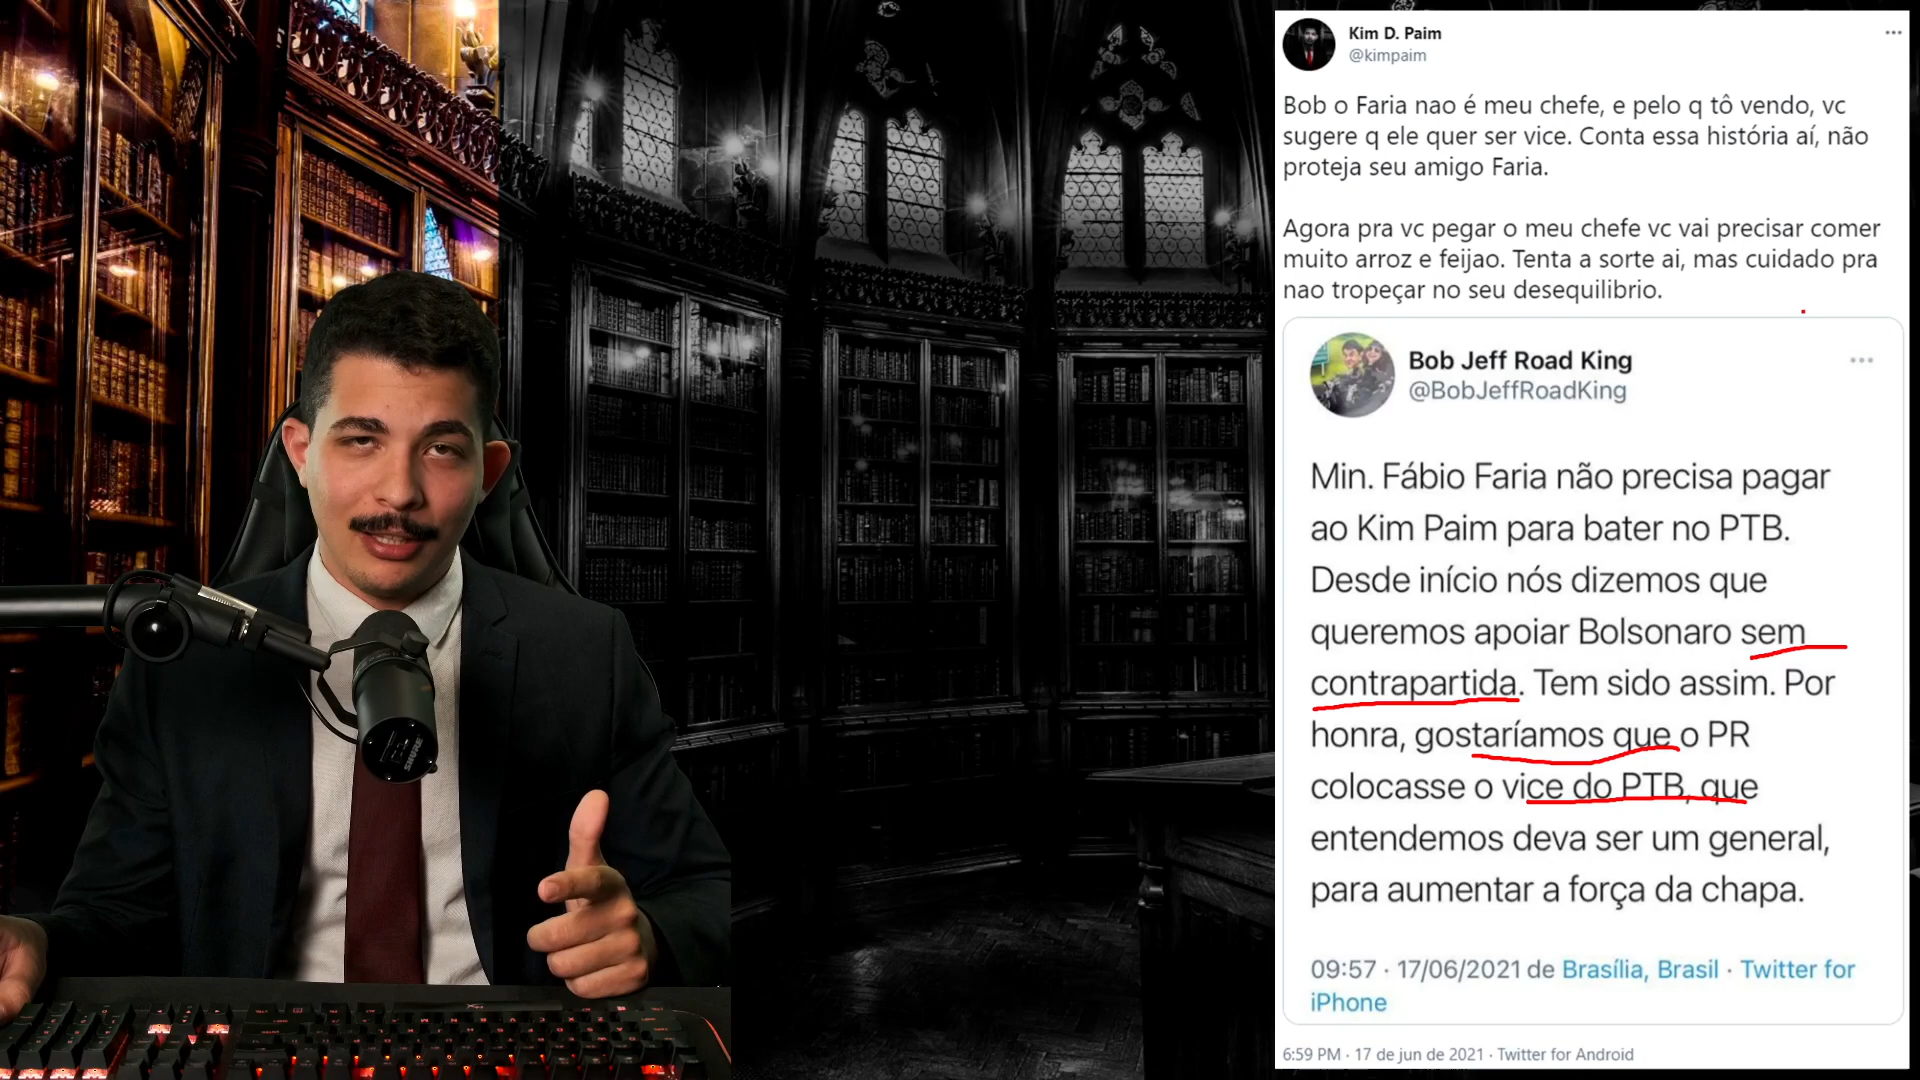 Kim D. Paim
@kimpaim
Bob o Faria nao é meu chefe, e pelo q tô vendo, vc
sugere q ele quer ser vice. Conta essa história aí, não
proteja seu amigo Faria.
Agora pra vc pegar o meu chefe vc vai precisar comer
muito arroz e feijao. Tenta a sorte ai, mas cuidado pra
nao tropeçar no seu desequilibrio.
Bob Jeff Road King
@BobJeffRoadKing
Min. Fábio Faria não precisa pagar
ao Kim Paim para bater no PTB.
Desde início nós dizemos que
queremos apoiar Bolsonaro sem
contrapartida. Tem sido assim. Por
honra, gostaríamos que o PR
colocasse o vice do PTB, que
entendemos deva ser um general,
para aumentar a força da chapa.
09:57 · 17/06/2021 de Brasília, Brasil · Twitter for
iPhone
6:59 PM · 17 de jun de 2021 · Twitter for Android
SHURE